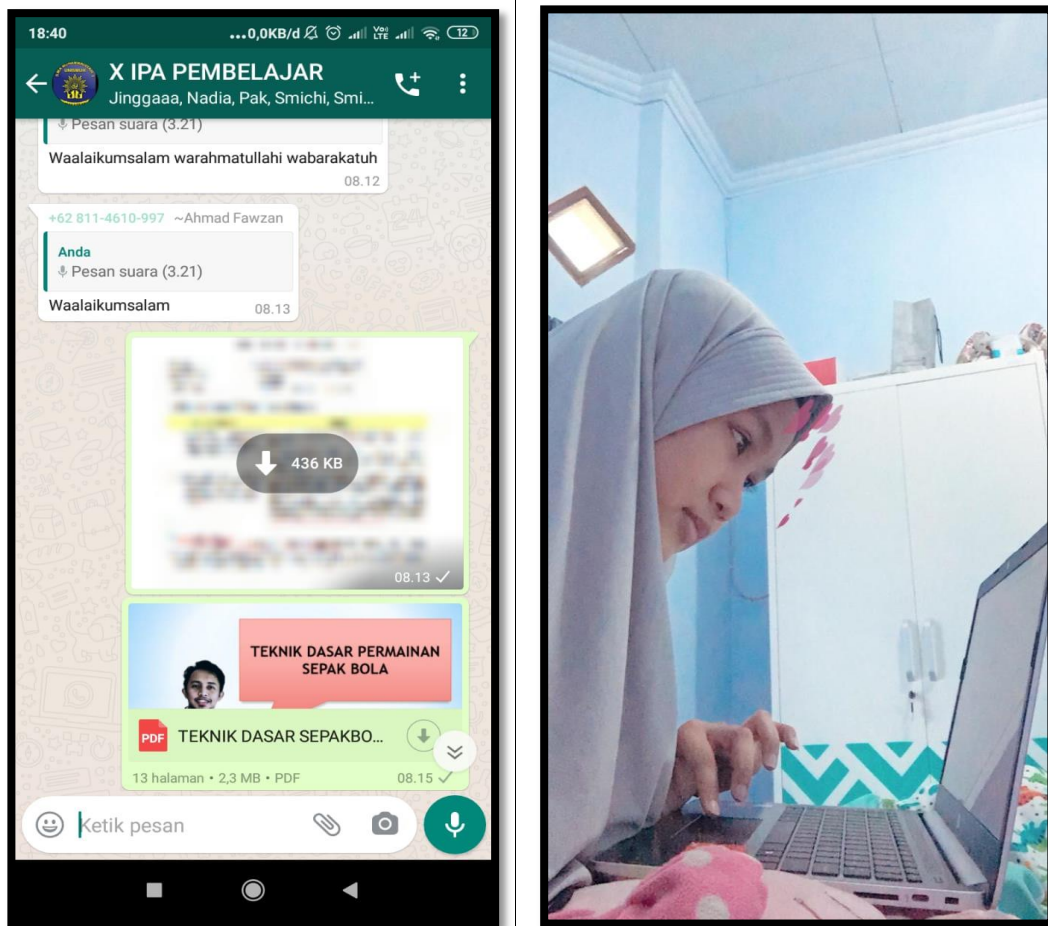 18:40
...0,0KB/d Vo) LTE 12
X IPA PEMBELAJAR
Jinggaaa, Nadia, Pak, Smichi, Smi...
Pesan suara (3.21)
Waalaikumsalam warahmatullahi wabarakatuh
08.12
+62 811-4610-997 ~Ahmad Fawzan
Anda
Pesan suara (3.21)
Waalaikumsalam
08.13
436 KB
08.13
TEKNIK DASAR PERMAINAN
SEPAK BOLA
PDF TEKNIK DASAR SEPAKBO...
13 halaman • 2,3 MB • PDF
08.15
Ketik pesan